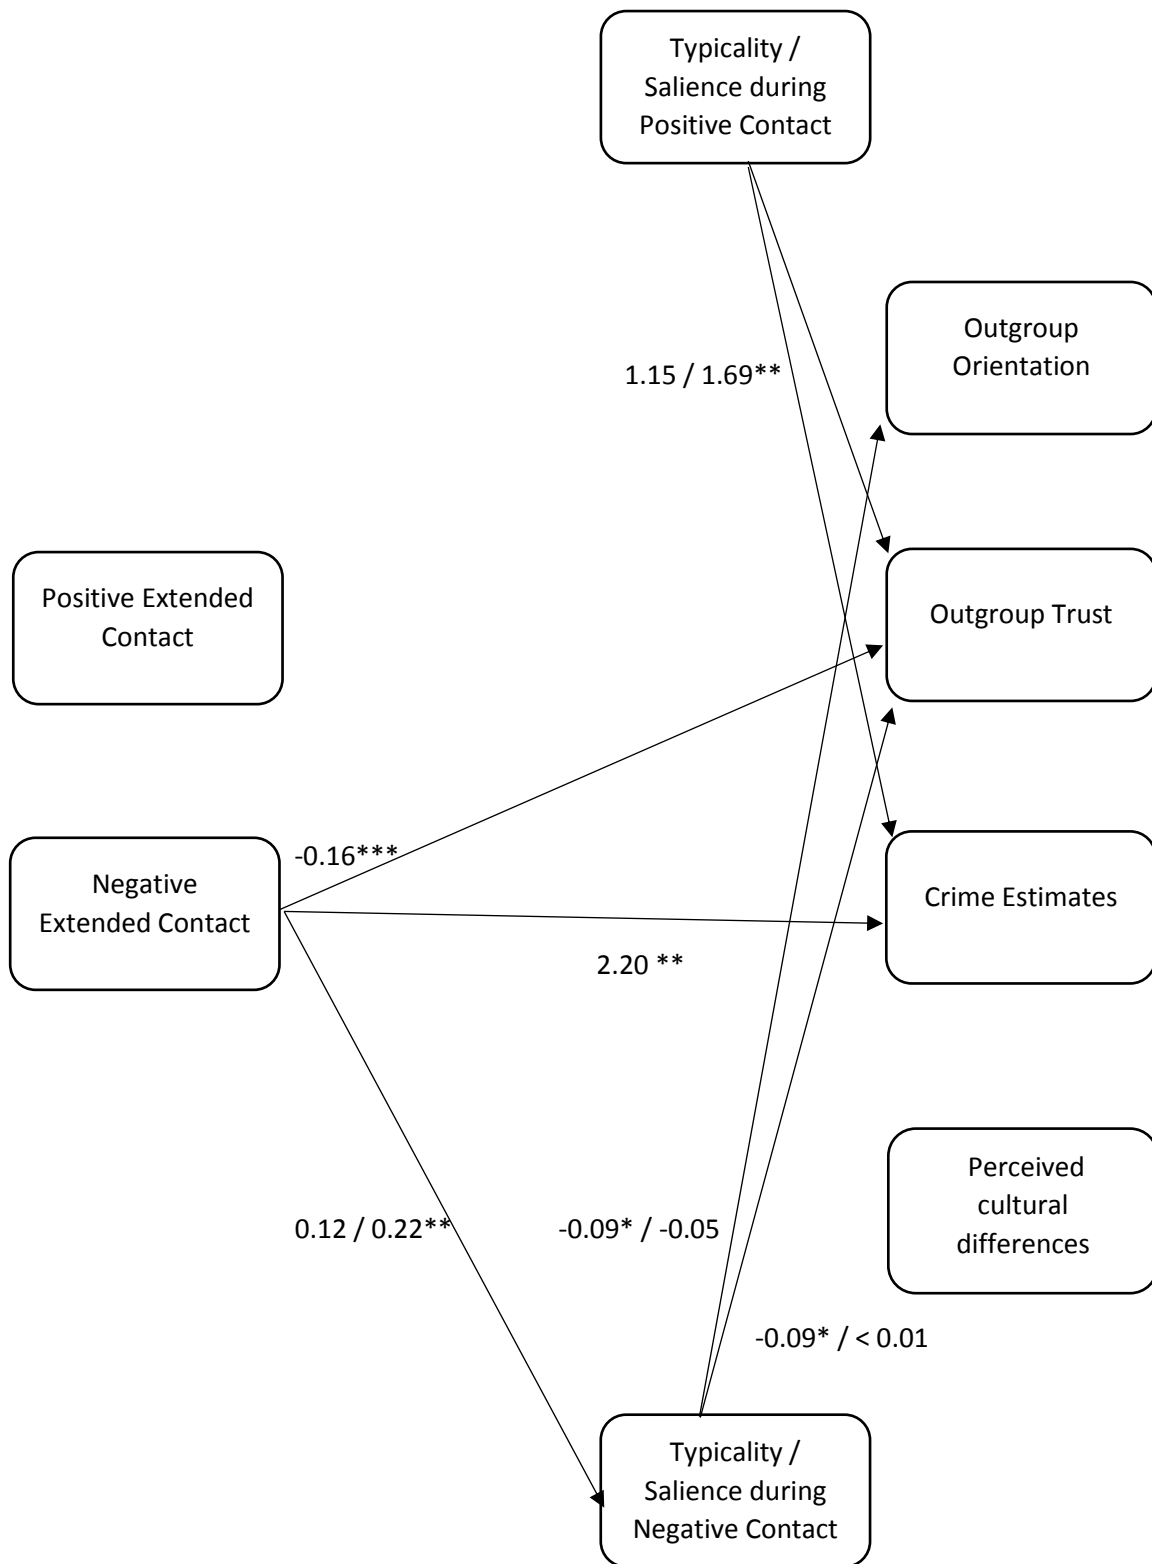 Typicality /
Salience during
Positive Contact
Outgroup
Orientation
1.15 / 1.69**
Positive Extended
Contact
Outgroup Trust
-0.16***
Negative
Extended Contact
Crime Estimates
2.20 **
Perceived
cultural
differences
0.12 / 0.22**
-0.09* / -0.05
-0.09* / < 0.01
Typicality /
Salience during
Negative Contact